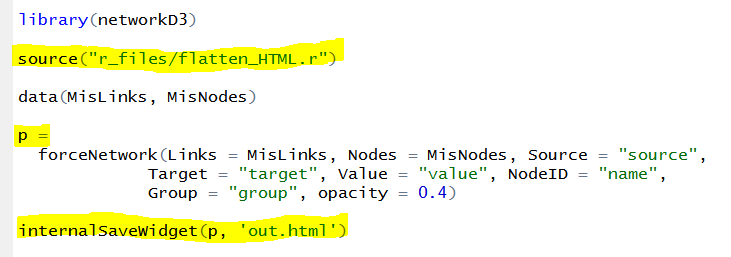 library(networkD3)
source("r_files/flatten_HTML.r")
data(MisLinks, MisNodes)
p =
forceNetwork(Links = MisLinks, Nodes = MisNodes, Source = "source",
Target = "target", Value = "value", NodeID = "name",
Group = "group", opacity = 0.4)
internalSaveWidget(p, 'out.html')